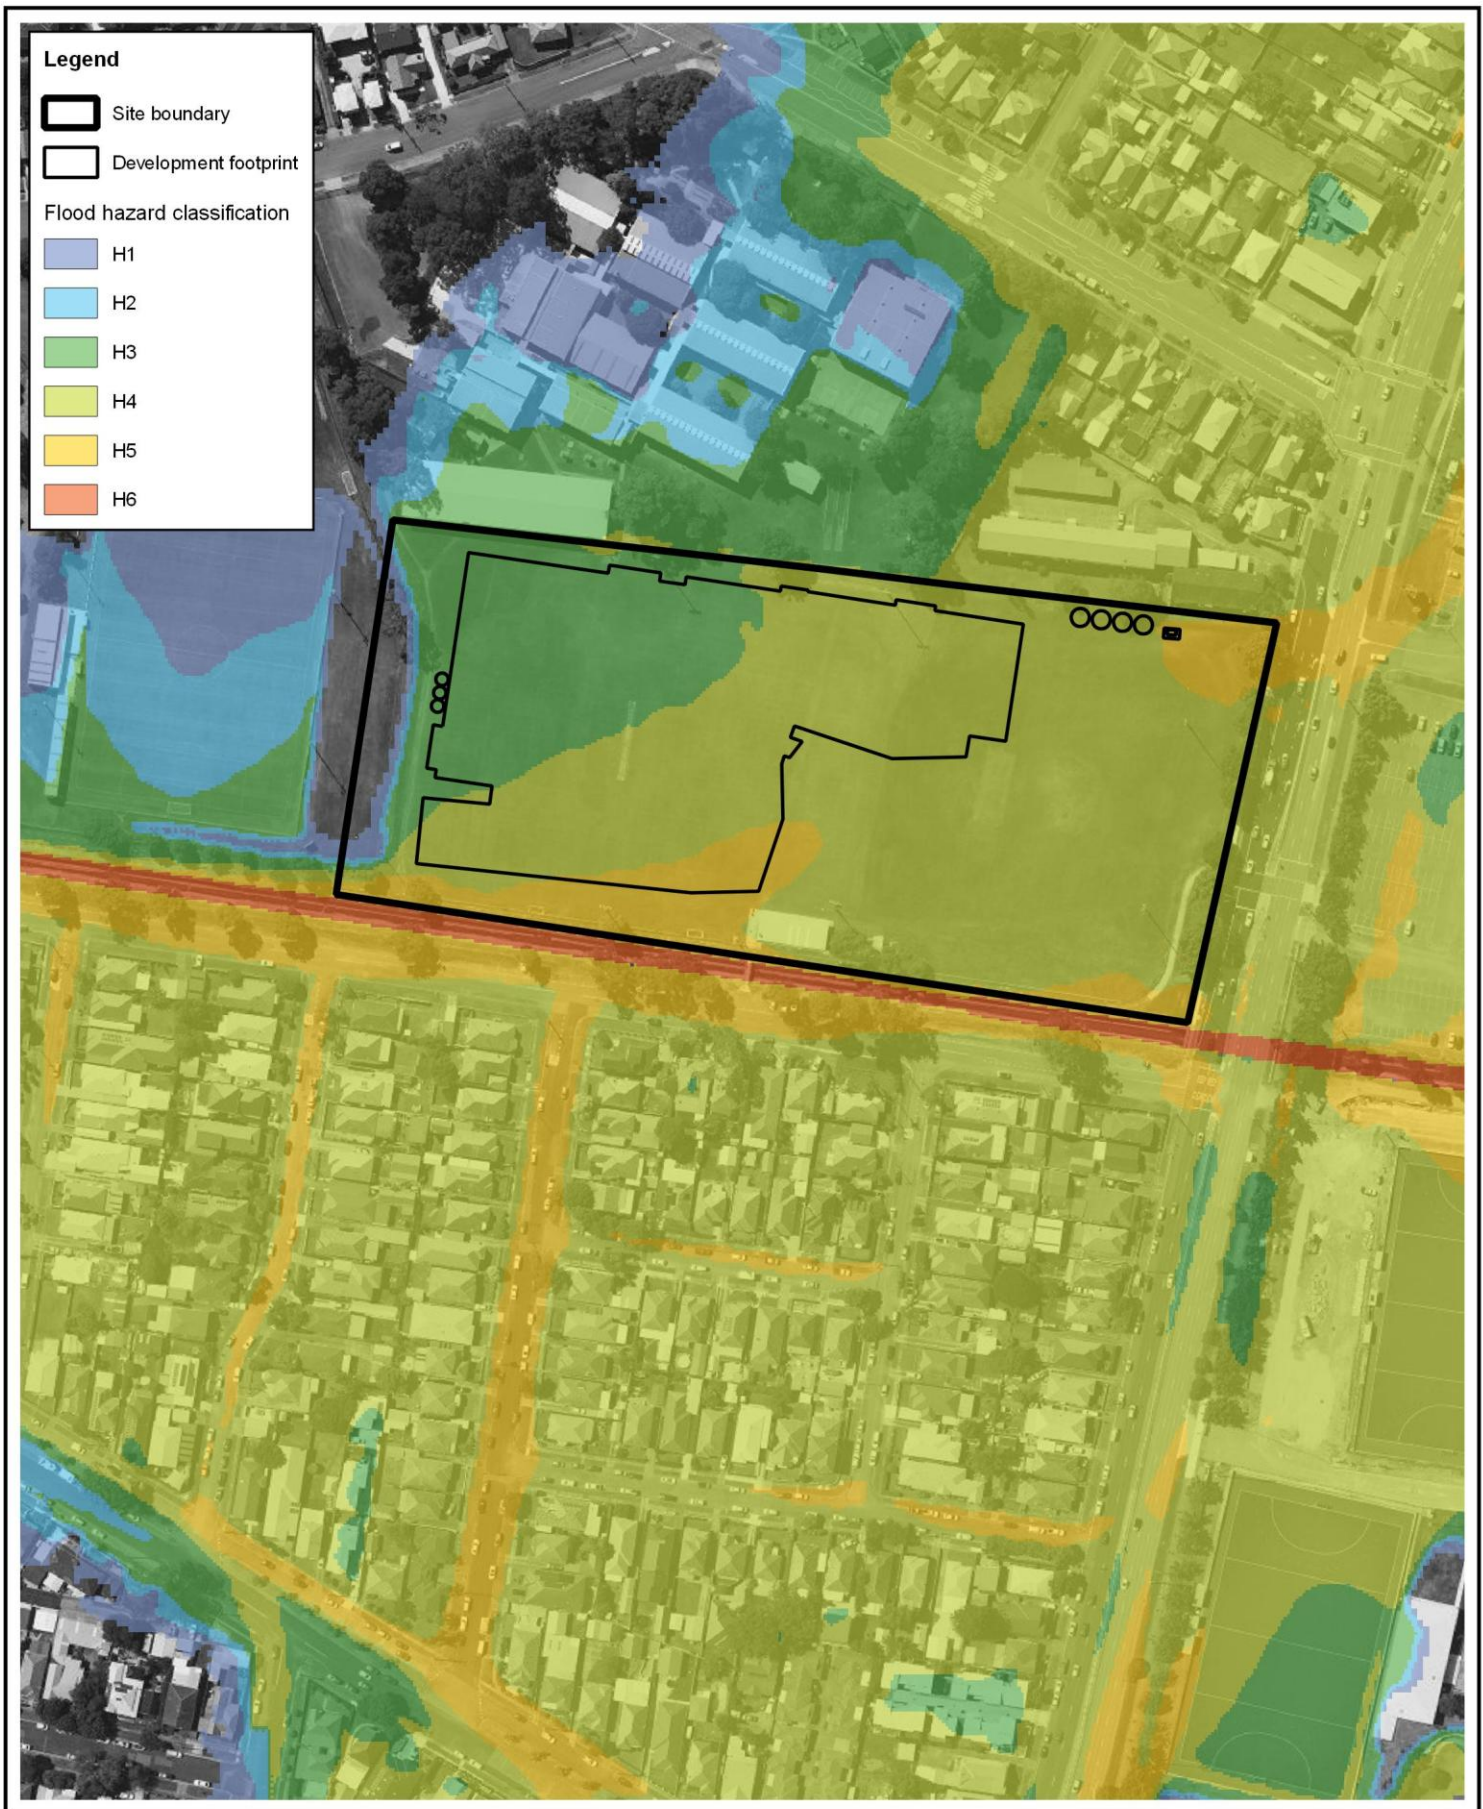 Legend
Site boundary
Development footprint
Flood hazard classification
H1
H2
H3
H4
H5
H6